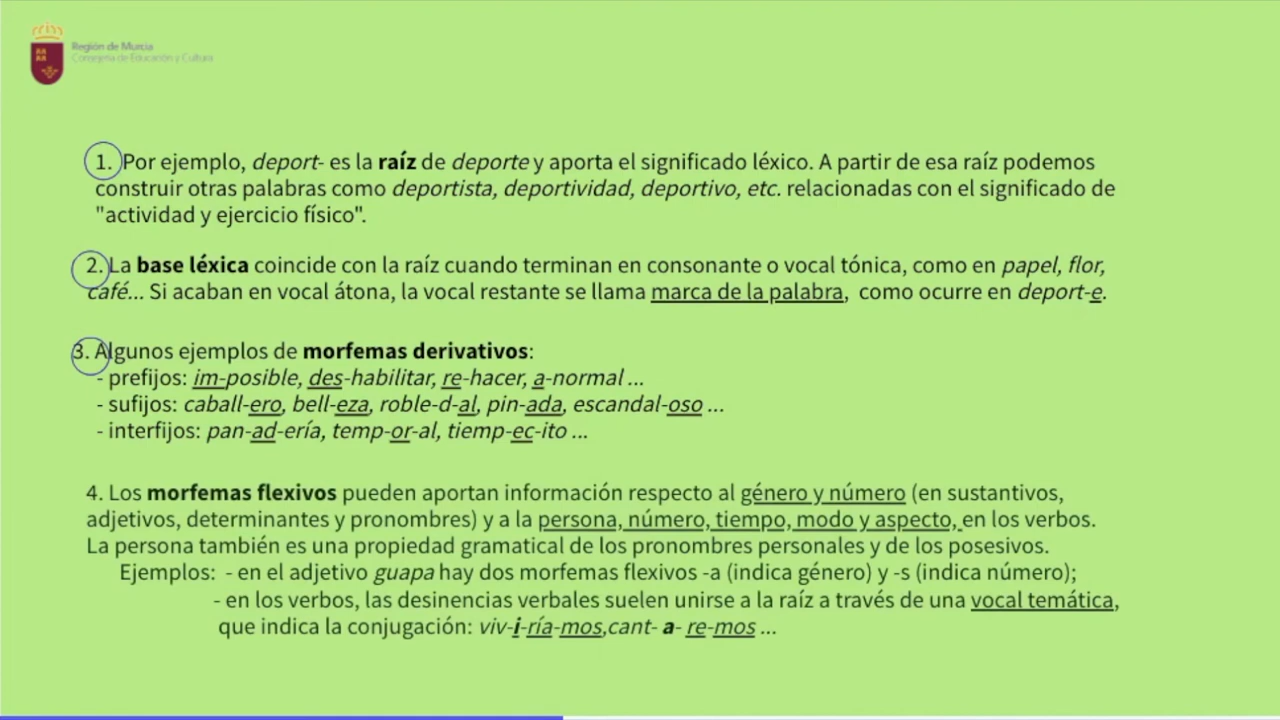 Región de Murcia
Consejería de Educación y Cultura
1. Por ejemplo, deport- es la raíz de deporte y aporta el significado léxico. A partir de esa raíz podemos
construir otras palabras como deportista, deportividad, deportivo, etc. relacionadas con el significado de
"actividad y ejercicio físico".
2. La base léxica coincide con la raíz cuando terminan en consonante o vocal tónica, como en papel, flor,
café... Si acaban en vocal átona, la vocal restante se llama marca de la palabra, como ocurre en deport-e.
3. Algunos ejemplos de morfemas derivativos:
- prefijos: im-posible, des-habilitar, re-hacer, a-normal ...
- sufijos: caball-ero, bell-eza, roble-d-al, pin-ada, escandal-oso ...
- interfijos: pan-ad-ería, temp-or-al, tiemp-ec-ito ...
4. Los morfemas flexivos pueden aportan información respecto al género y número (en sustantivos,
adjetivos, determinantes y pronombres) y a la persona, número, tiempo, modo y aspecto, en los verbos.
La persona también es una propiedad gramatical de los pronombres personales y de los posesivos.
Ejemplos: - en el adjetivo guapa hay dos morfemas flexivos -a (indica género) y -s (indica número);
- en los verbos, las desinencias verbales suelen unirse a la raíz a través de una vocal temática,
que indica la conjugación: viv-i-ría-mos,cant- a- re-mos ...